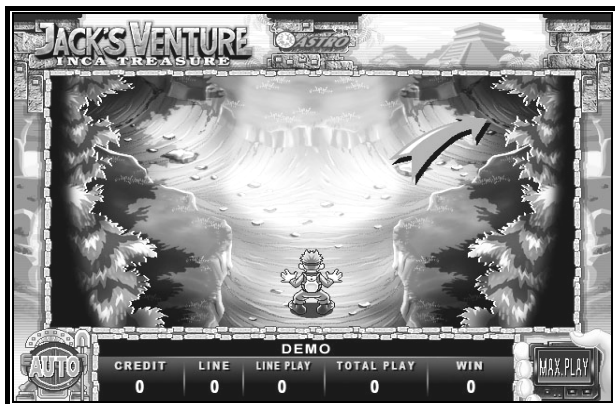 JACK'S VENTURE
INCA TREASURE
ASTRO
DEMO
CREDIT LINE LINE PLAY TOTAL PLAY WIN
0 0 0 0 0
AUTO
MAX.PLAY